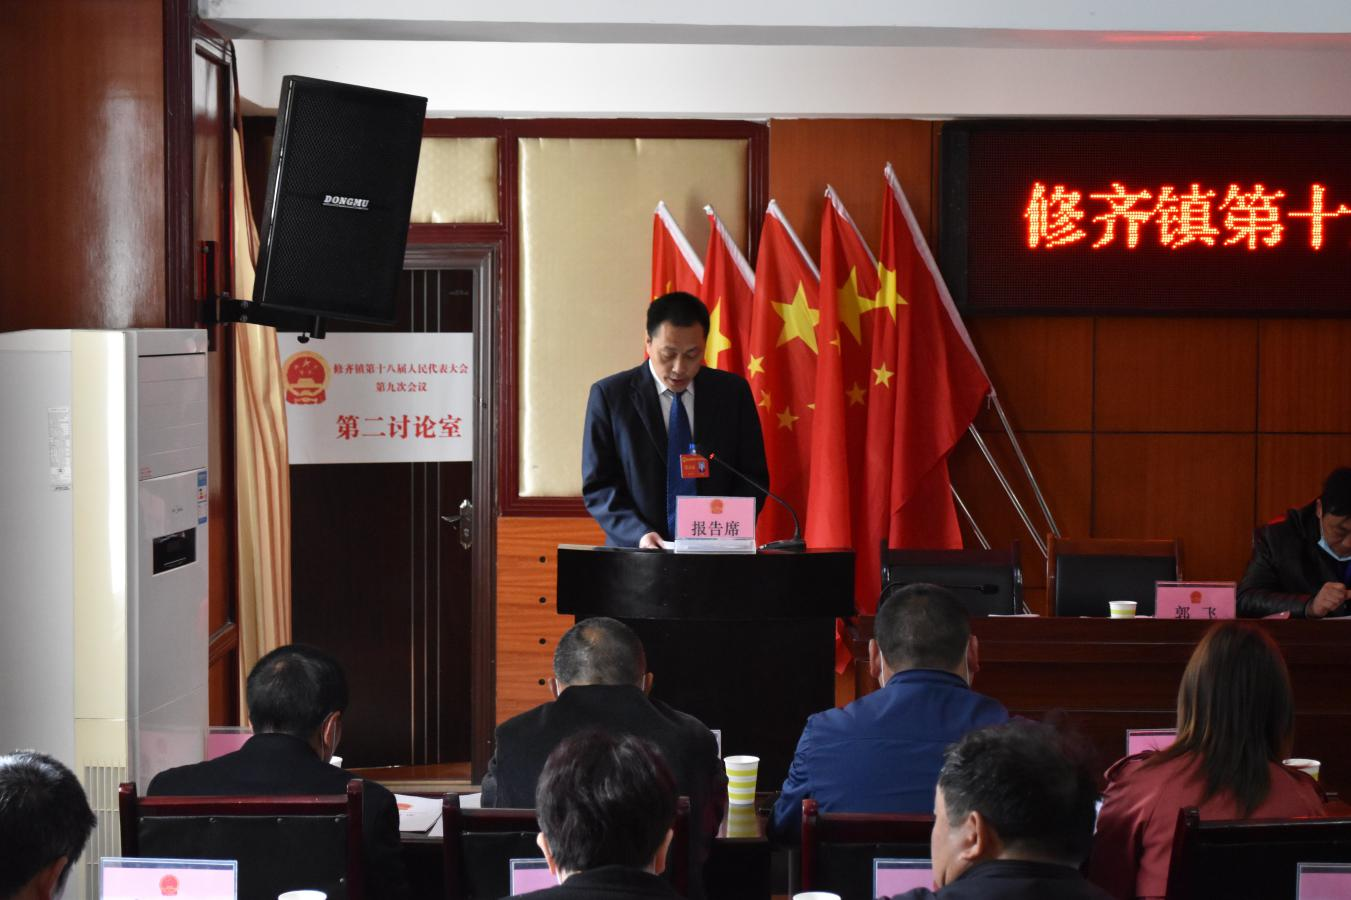 DONGMU
修齐镇第十
修齐镇第十八届人民代表大会
第九次会议
第二讨论室
报告席
郭飞